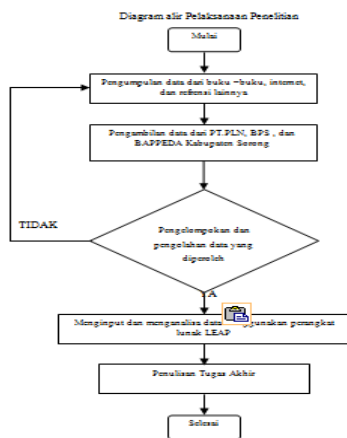 Diagram alir Pelaksanaan Penelitian
Mulai
Pengumpulan data dari buku –buku, internet,
dan refrensi lainnya
Pengambilan data dari PT.PLN, BPS , dan
BAPPEDA Kabupaten Sorong
TIDAK
Pengelompokan dan
pengolahan data yang
diperoleh
YA
Menginput dan menganalisa data perangkat
lunak LEAP
Penulisan Tugas Akhir
Selesai